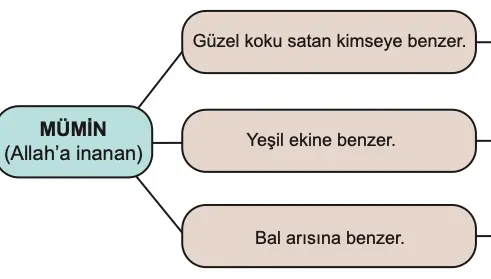 Güzel koku satan kimseye benzer.
MÜMİN
(Allah’a inanan)
Yeşil ekine benzer.
Bal arısına benzer.